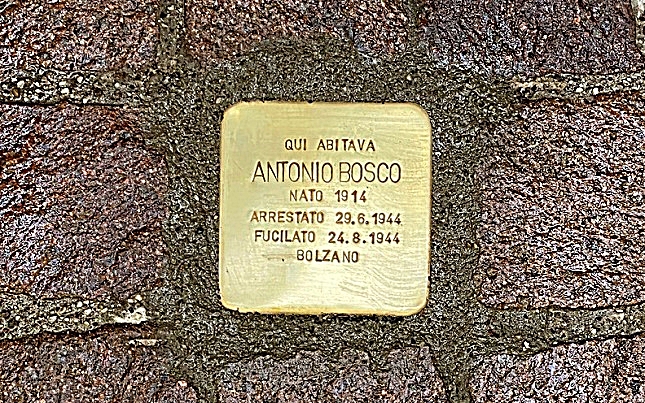 QUI ABITAVA
ANTONIO BOSCO
NATO 1914
ARRESTATO 29.6.1944
FUCILATO 24.8.1944
BOLZANO